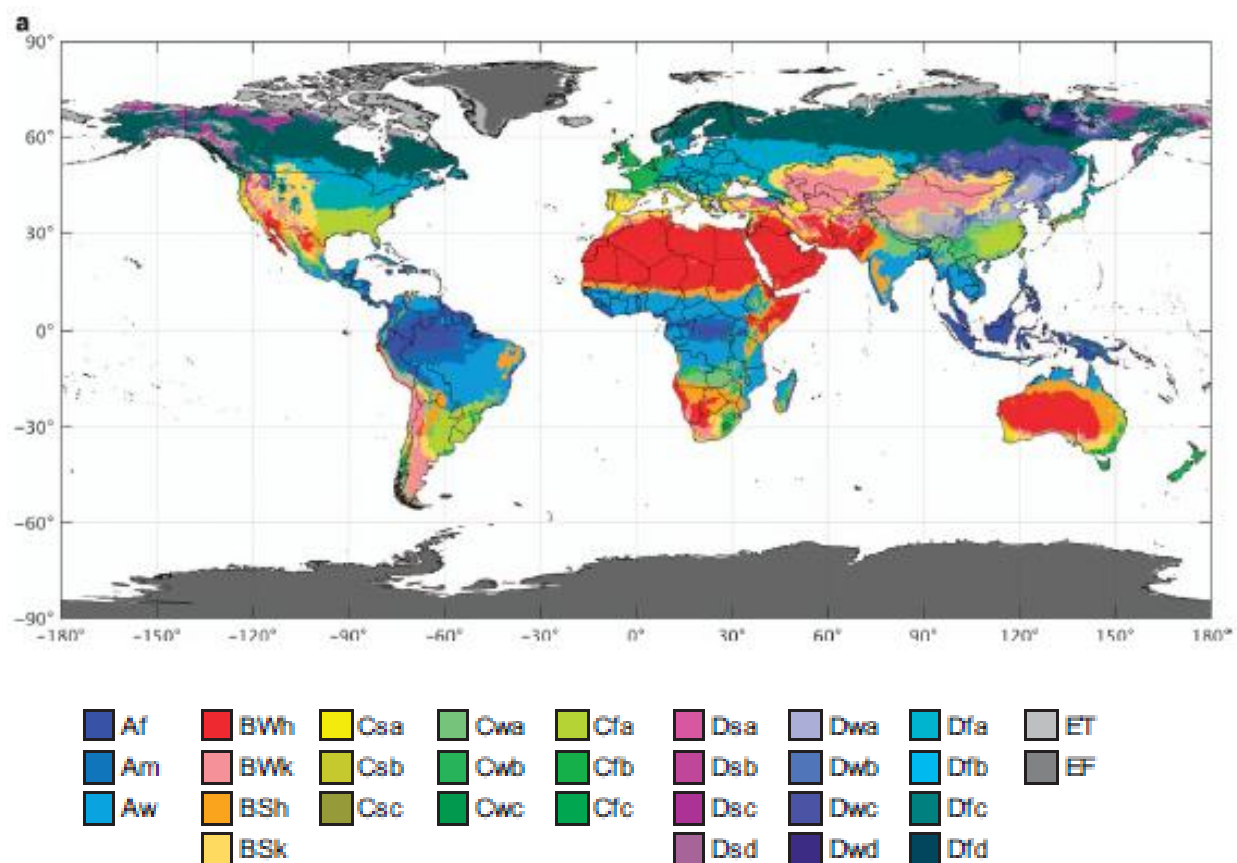 a
90°
60°
30°
0°
−30°
−60°
−90°
−180° −150° −120° −90° −60° −30° 0° 30° 60° 90° 120° 150° 180°
Af BWh Csa Cwa Cfa Dsa Dwa Dfa ET
Am BWk Csb Cwb Cfb Dsb Dwb Dfb EF
Aw BSh Csc Cwc Cfc Dsc Dwc Dfc
BSk Dsd Dwd Dfd